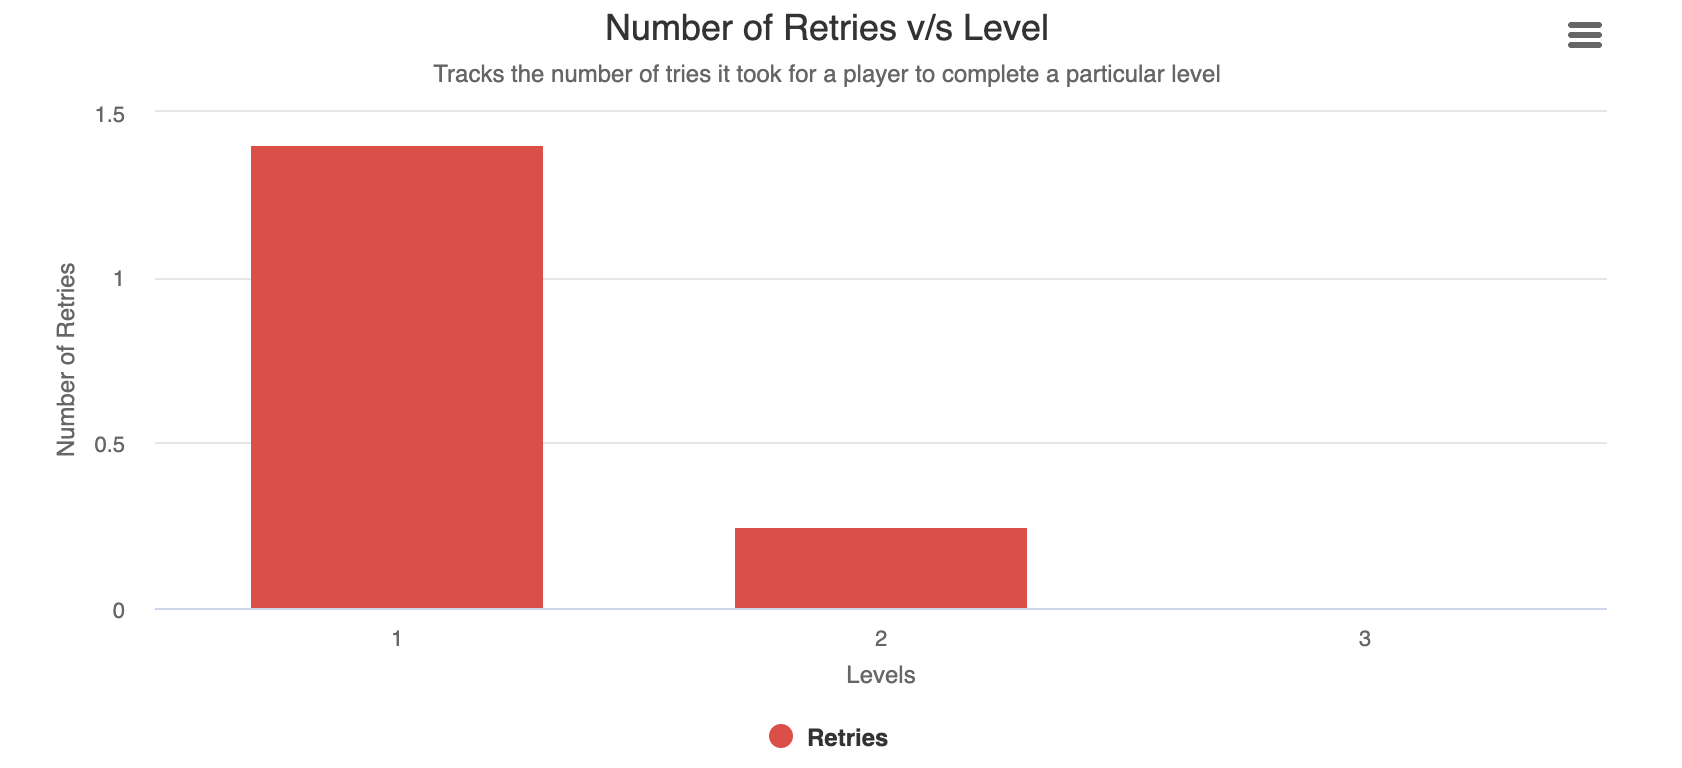 Number of Retries v/s Level
Tracks the number of tries it took for a player to complete a particular level
1.5
1
0.5
0
Number of Retries
1
2
3
Levels
Retries